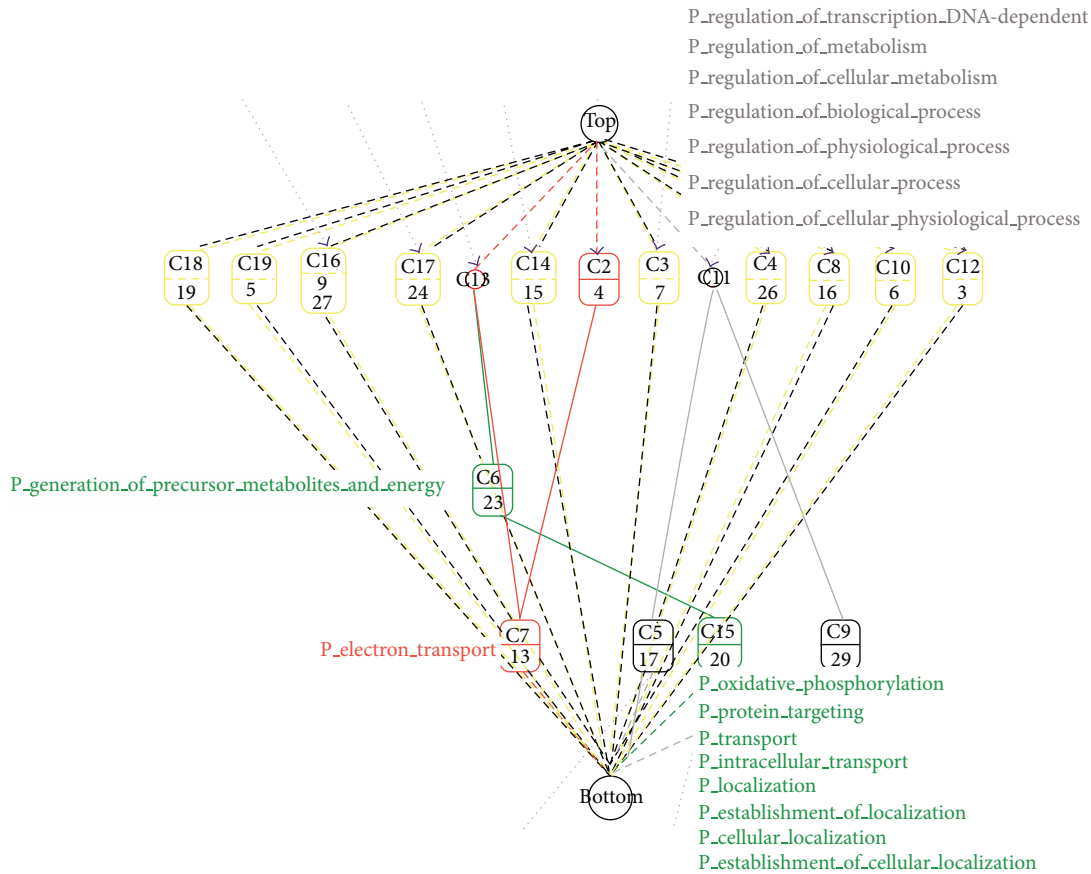 P_regulation_of_transcription_DNA-dependent
P_regulation_of_metabolism
P_regulation_of_cellular_metabolism
P_regulation_of_biological_process
P_regulation_of_physiological_process
P_regulation_of_cellular_process
P_regulation_of_cellular_physiological_process
Top
C18 C19 C16 C17 C13 C14 C2 C3 C11 C4 C8 C10 C12
19 5 9 24 15 4 7 26 16 6 3
27
P_generation_of_precursor_metabolites_and_energy
C6
23
P_electron_transport
C7 C5 C15 C9
13 17 20 29
P_oxidative_phosphorylation
P_protein_targeting
P_transport
P_intracellular_transport
P_localization
P_establishment_of_localization
P_cellular_localization
P_establishment_of_cellular_localization
Bottom